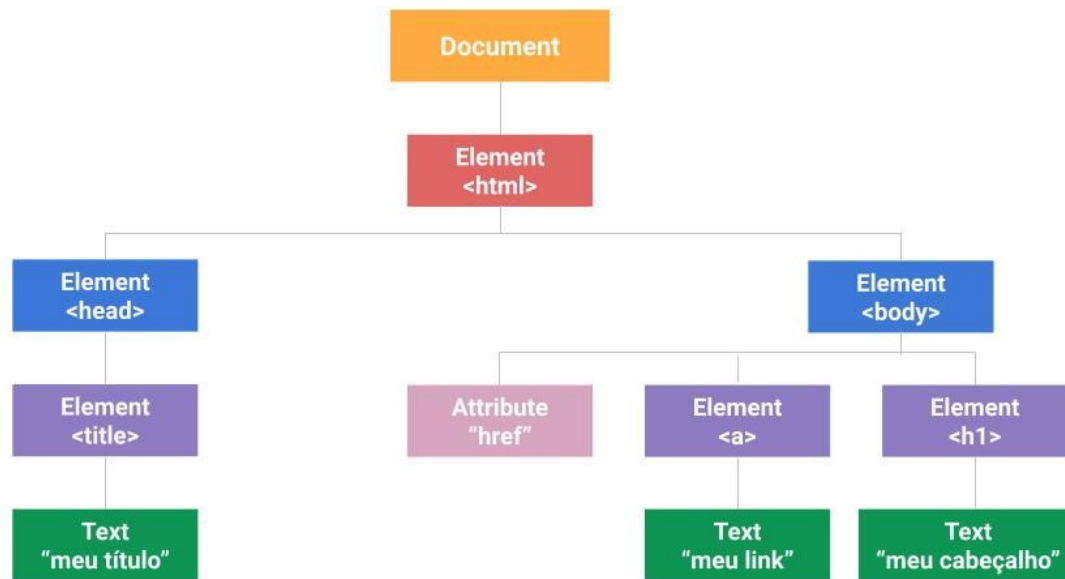 Document
Element
<html>
Element
<head>
Element
<body>
Element
<title>
Attribute
“href”
Element
<a>
Element
<h1>
Text
“meu título”
Text
“meu link”
Text
“meu cabeçalho”